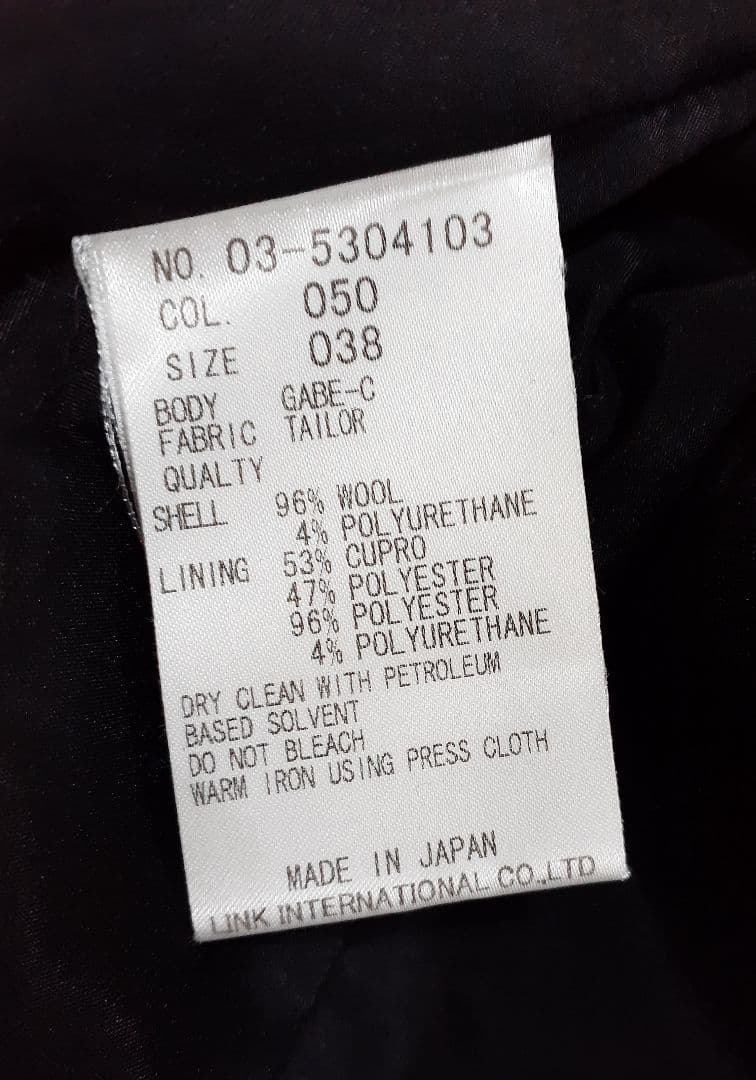 NO. 03-5304103
COL. 050
SIZE 038
BODY GABE-C
FABRIC TAILOR
QUALTY
SHELL 96% WOOL
4% POLYURETHANE
LINING 53% CUPRO
47% POLYESTER
96% POLYESTER
4% POLYURETHANE
DRY CLEAN WITH PETROLEUM
BASED SOLVENT
DO NOT BLEACH
WARM IRON USING PRESS CLOTH
MADE IN JAPAN
LINK INTERNATIONAL CO.,LTD